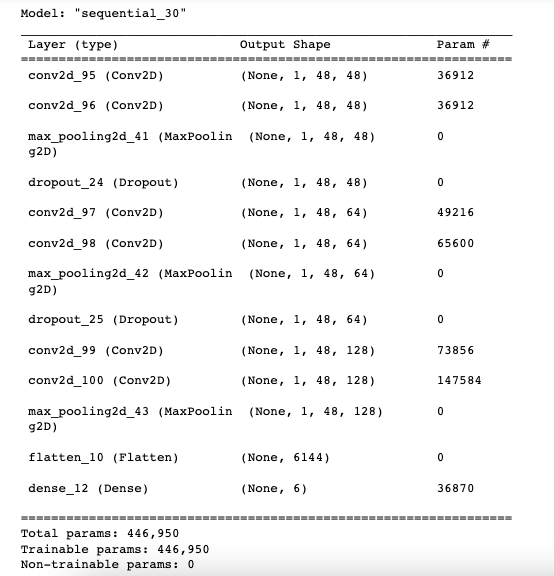 Model: "sequential_30"
Layer (type) Output Shape Param #
=================================================================
conv2d_95 (Conv2D) (None, 1, 48, 48) 36912
conv2d_96 (Conv2D) (None, 1, 48, 48) 36912
max_pooling2d_41 (MaxPoolin (None, 1, 48, 48) 0
g2D)
dropout_24 (Dropout) (None, 1, 48, 48) 0
conv2d_97 (Conv2D) (None, 1, 48, 64) 49216
conv2d_98 (Conv2D) (None, 1, 48, 64) 65600
max_pooling2d_42 (MaxPoolin (None, 1, 48, 64) 0
g2D)
dropout_25 (Dropout) (None, 1, 48, 64) 0
conv2d_99 (Conv2D) (None, 1, 48, 128) 73856
conv2d_100 (Conv2D) (None, 1, 48, 128) 147584
max_pooling2d_43 (MaxPoolin (None, 1, 48, 128) 0
g2D)
flatten_10 (Flatten) (None, 6144) 0
dense_12 (Dense) (None, 6) 36870
=================================================================
Total params: 446,950
Trainable params: 446,950
Non-trainable params: 0